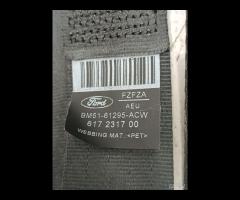 Ford
FZFZA
AEU
BM51-61295-ACW
617 2317 00
WEBBING MAT.:<PET>